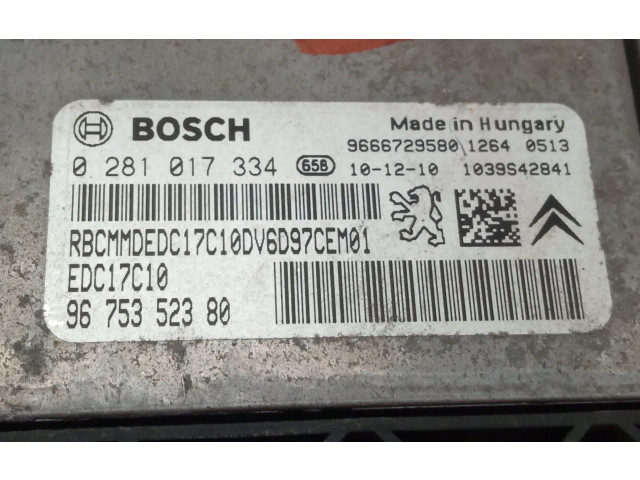 BOSCH
Made in Hungary
9666729580 1264 0513
0 281 017 334 65B 10-12-10 1039S42841
RBCMMDEDC17C10DV6D97CEM01
EDC17C10
96 753 523 80